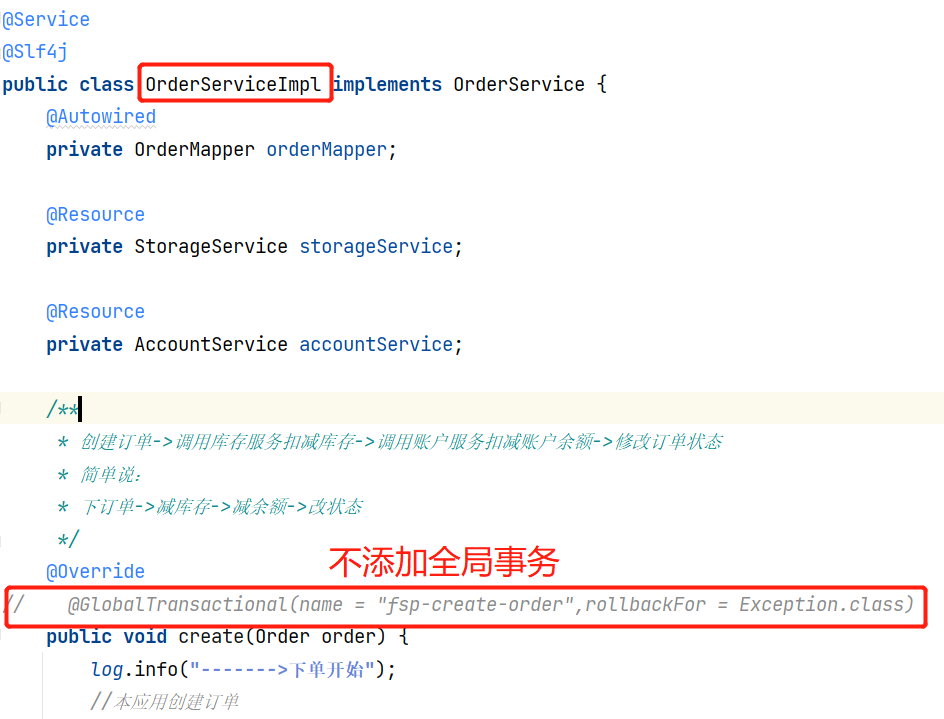 @Service
@Slf4j
public class OrderServiceImpl implements OrderService {
@Autowired
private OrderMapper orderMapper;
@Resource
private StorageService storageService;
@Resource
private AccountService accountService;
/**
* 创建订单->调用库存服务扣减库存->调用账户服务扣减账户余额->修改订单状态
* 简单说：
* 下订单->减库存->减余额->改状态
*/
不添加全局事务
@Override
// @GlobalTransactional(name = "fsp-create-order",rollbackFor = Exception.class)
public void create(Order order) {
log.info("------->下单开始");
//本应用创建订单